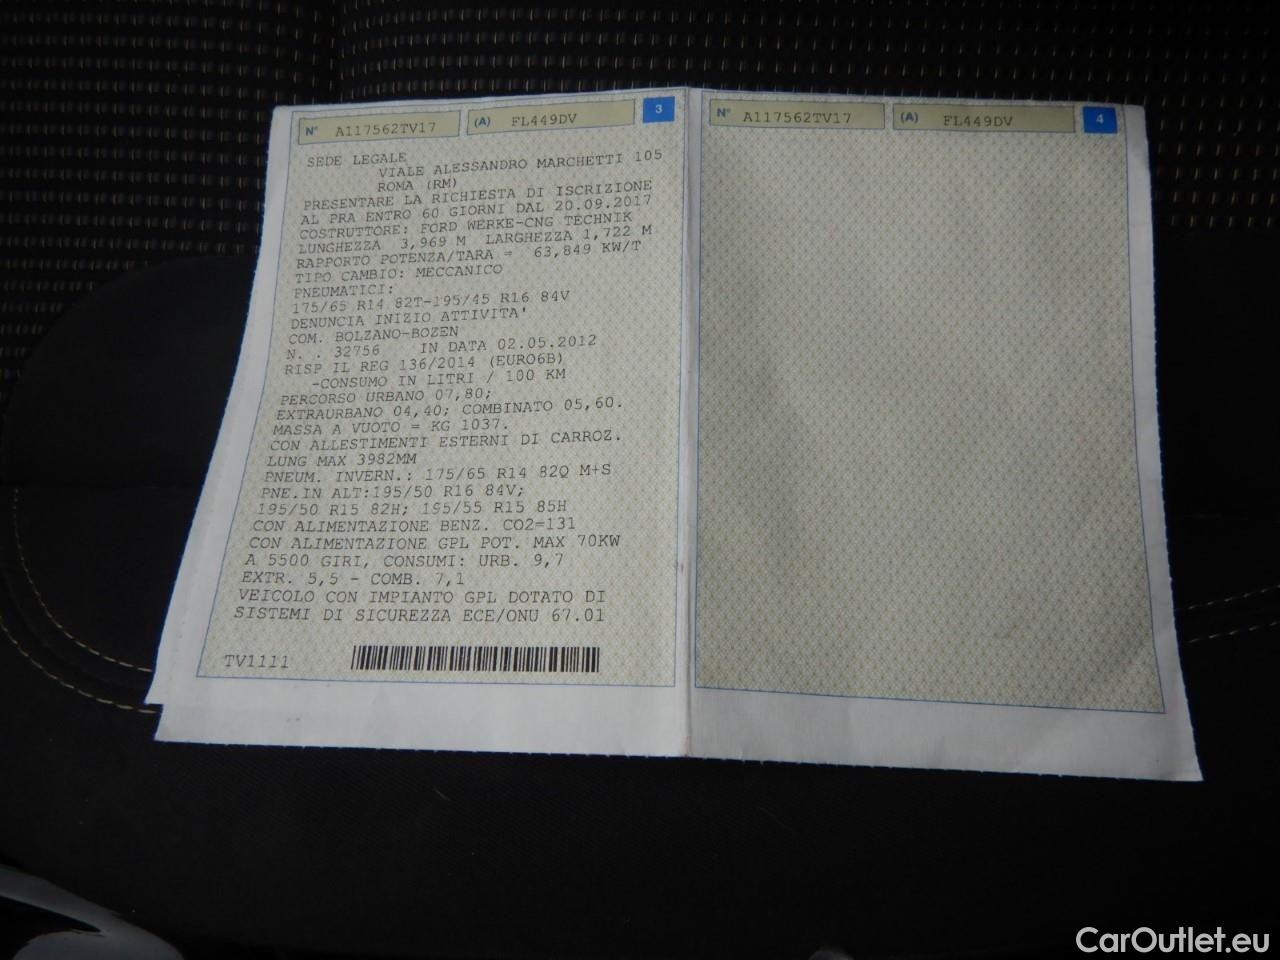 N° A117562TV17 (A) FL449DV 3
SEDE LEGALE
VIALE ALESSANDRO MARCHETTI 105
ROMA (RM)
PRESENTARE LA RICHIESTA DI ISCRIZIONE
AL PRA ENTRO 60 GIORNI DAL 20.09.2017
COSTRUTTORE: FORD WERKE-CNG TECHNIK
LUNGHEZZA 3,969 M LARGHEZZA 1,722 M
RAPPORTO POTENZA/TARA = 63,849 KW/T
TIPO CAMBIO: MECCANICO
PNEUMATICI:
175/65 R14 82T-195/45 R16 84V
DENUNCIA INIZIO ATTIVITA'
COM. BOLZANO-BOZEN
N. . 32756 IN DATA 02.05.2012
RISP IL REG 136/2014 (EURO6B)
-CONSUMO IN LITRI / 100 KM
PERCORSO URBANO 07,80;
EXTRAURBANO 04,40; COMBINATO 05,60.
MASSA A VUOTO = KG 1037.
CON ALLESTIMENTI ESTERNI DI CARROZ.
LUNG MAX 3982MM
PNEUM. INVERN.: 175/65 R14 82Q M+S
PNE.IN ALT:195/50 R16 84V;
195/50 R15 82H; 195/55 R15 85H
CON ALIMENTAZIONE BENZ. CO2=131
CON ALIMENTAZIONE GPL POT. MAX 70KW
A 5500 GIRI, CONSUMI: URB. 9,7
EXTR. 5,5 - COMB. 7,1
VEICOLO CON IMPIANTO GPL DOTATO DI
SISTEMI DI SICUREZZA ECE/ONU 67.01
TV1111
N° A117562TV17 (A) FL449DV 4
CarOutlet.eu